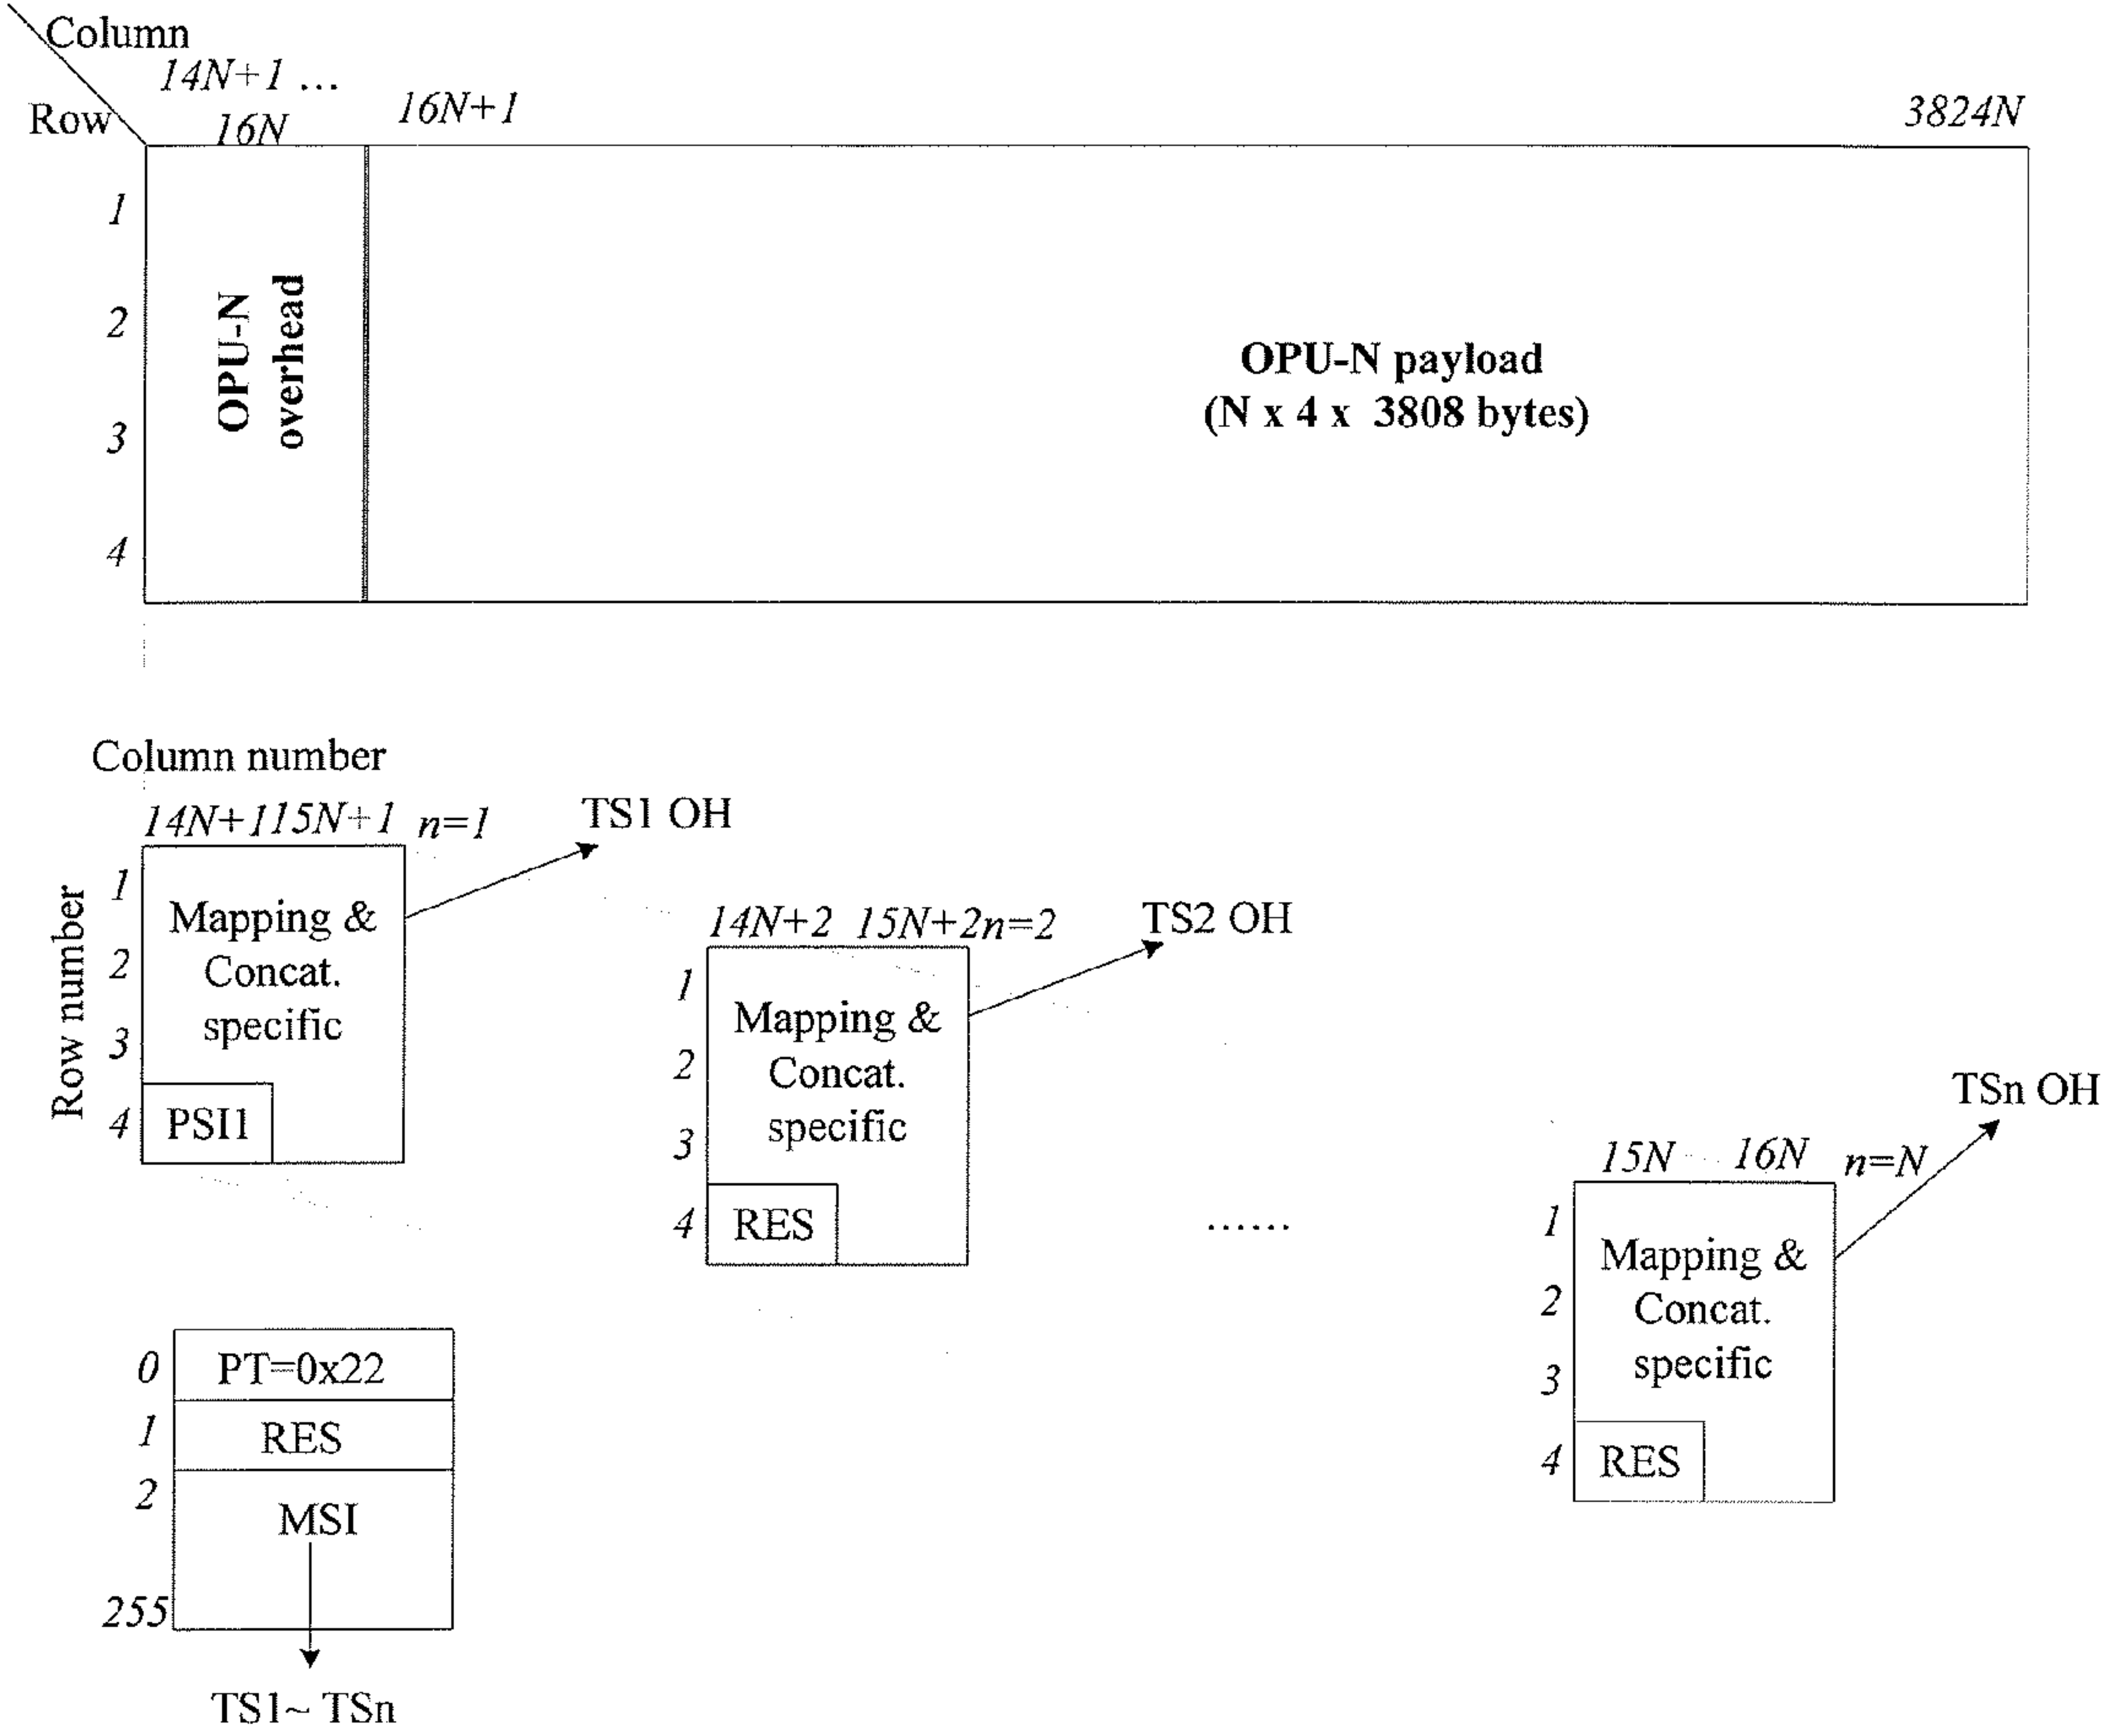 Column
14N+1 ...
Row
16N
16N+1
3824N
1
2
3
4
OPU-N
overhead
OPU-N payload
(N x 4 x 3808 bytes)
Column number
14N+1 15N+1 n=1
TS1 OH
Row number
1
2
3
4
Mapping &
Concat.
specific
PSI1
14N+2 15N+2 n=2
TS2 OH
1
2
3
4
Mapping &
Concat.
specific
RES
......
15N 16N n=N
TSn OH
1
2
3
4
Mapping &
Concat.
specific
RES
0 PT=0x22
1 RES
2
MSI
255
TS1~ TSn